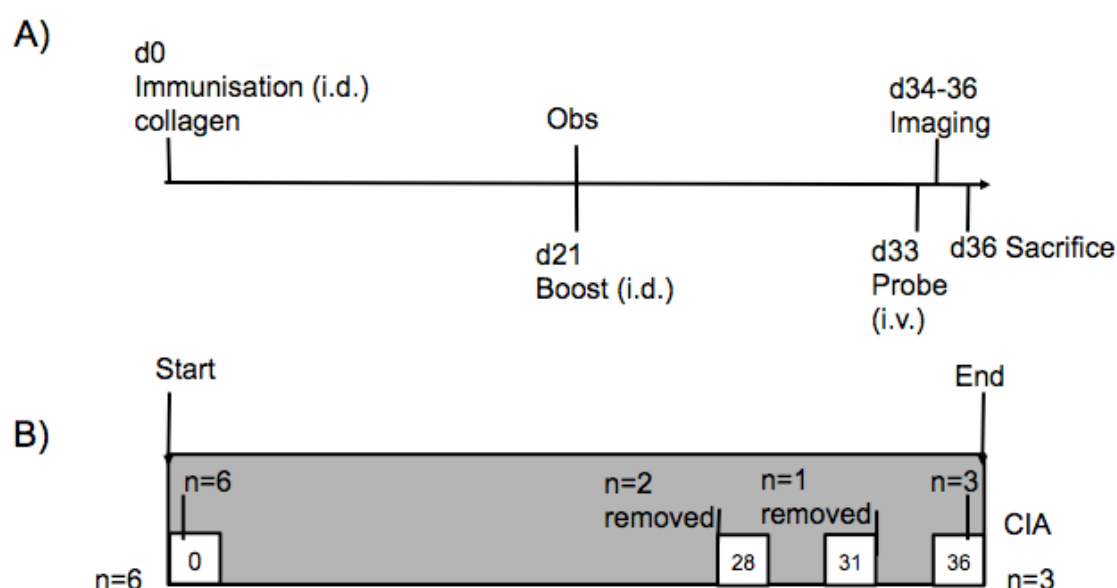 A)
d0
Immunisation (i.d.)
collagen
Obs
d34-36
Imaging
d21
Boost (i.d.)
d33
Probe
(i.v.)
d36 Sacrifice
Start
End
B)
n=6
n=2
removed
n=1
removed
n=3
CIA
0
28
31
36
n=6
n=3